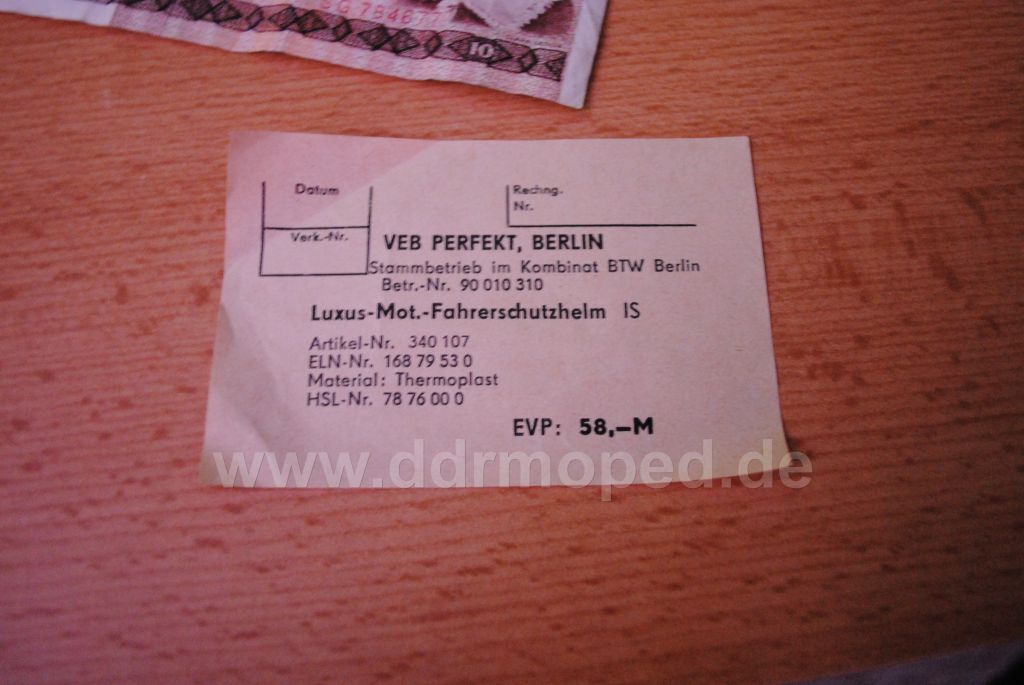 10
Datum
Rechng.
Nr.
Verk.-Nr.
VEB PERFEKT, BERLIN
Stammbetrieb im Kombinat BTW Berlin
Betr.-Nr. 90 010 310
Luxus-Mot.-Fahrerschutzhelm IS
Artikel-Nr. 340 107
ELN-Nr. 168 79 53 0
Material: Thermoplast
HSL-Nr. 78 76 00 0
EVP: 58,—M
www.ddrmoped.de